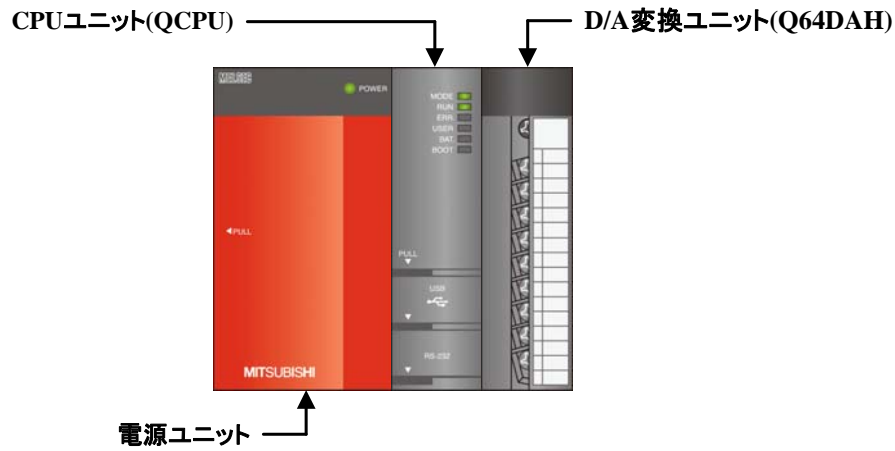 CPUユニット(QCPU)
D/A変換ユニット(Q64DAH)
MELSEC
POWER
MODE
RUN
ERR.
USER
BAT.
BOOT
PULL
PULL
USB
RS-232
MITSUBISHI
電源ユニット